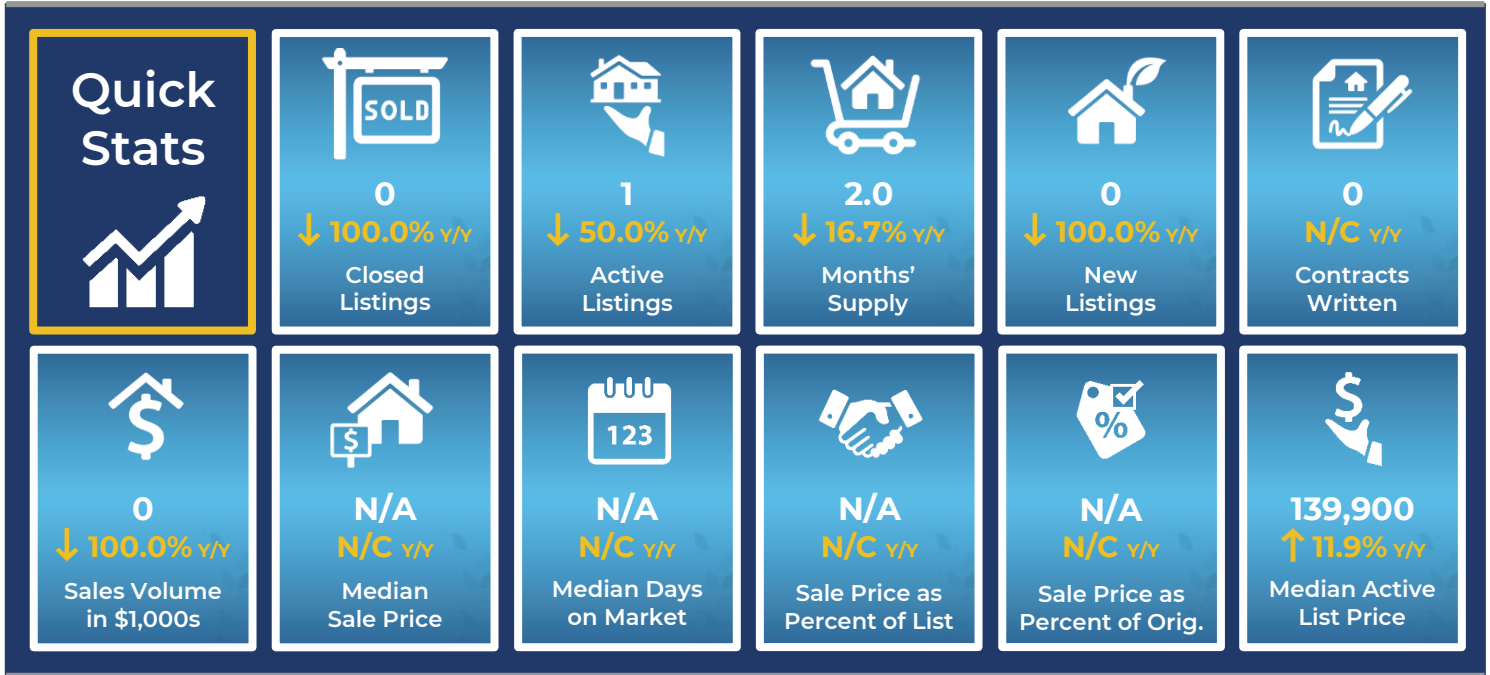 Quick
Stats
SOLD
0
↓ 100.0% Y/Y
Closed
Listings
1
↓ 50.0% Y/Y
Active
Listings
2.0
↓ 16.7% Y/Y
Months’
Supply
0
↓ 100.0% Y/Y
New
Listings
0
N/C Y/Y
Contracts
Written
$
0
↓ 100.0% Y/Y
Sales Volume
in $1,000s
$
N/A
N/C Y/Y
Median
Sale Price
123
N/A
N/C Y/Y
Median Days
on Market
N/A
N/C Y/Y
Sale Price as
Percent of List
%
N/A
N/C Y/Y
Sale Price as
Percent of Orig.
$
139,900
↑ 11.9% Y/Y
Median Active
List Price